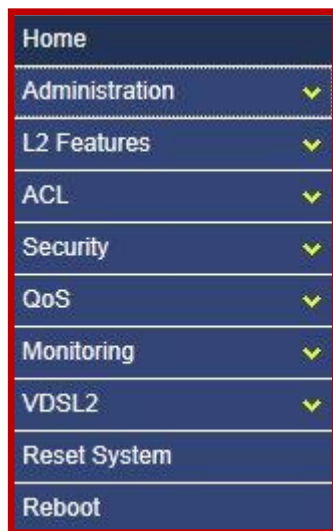 Home
Administration
L2 Features
ACL
Security
QoS
Monitoring
VDSL2
Reset System
Reboot